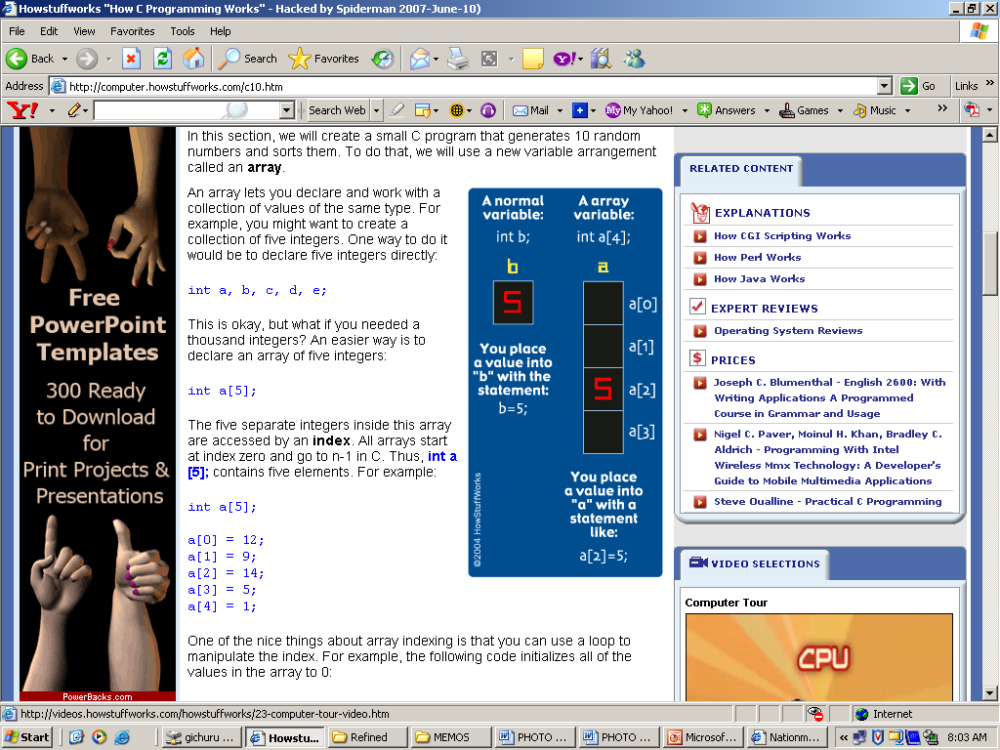 Howstuffworks "How C Programming Works" - Hacked by Spiderman 2007-June-10)
File Edit View Favorites Tools Help
Back Search Favorites
Address http://computer.howstuffworks.com/c10.htm Go Links »
Y! Search Web Mail My Yahoo! Answers Games Music »
Free
PowerPoint
Templates
300 Ready
to Download
for
Print Projects &
Presentations
PowerBacks.com
In this section, we will create a small C program that generates 10 random
numbers and sorts them. To do that, we will use a new variable arrangement
called an array.
An array lets you declare and work with a
collection of values of the same type. For
example, you might want to create a
collection of five integers. One way to do it
would be to declare five integers directly:
int a, b, c, d, e;
This is okay, but what if you needed a
thousand integers? An easier way is to
declare an array of five integers:
int a[5];
The five separate integers inside this array
are accessed by an index. All arrays start
at index zero and go to n-1 in C. Thus, int a
[5]; contains five elements. For example:
int a[5];
a[0] = 12;
a[1] = 9;
a[2] = 14;
a[3] = 5;
a[4] = 1;
One of the nice things about array indexing is that you can use a loop to
manipulate the index. For example, the following code initializes all of the
values in the array to 0:
A normal
variable:
int b;
b
5
You place
a value into
"b" with the
statement:
b=5;
A array
variable:
int a[4];
a
a[0]
a[1]
5 a[2]
a[3]
You place
a value into
"a" with a
statement
like:
a[2]=5;
©2004 HowStuffWorks
RELATED CONTENT
EXPLANATIONS
How CGI Scripting Works
How Perl Works
How Java Works
EXPERT REVIEWS
Operating System Reviews
$ PRICES
Joseph C. Blumenthal - English 2600: With
Writing Applications A Programmed
Course in Grammar and Usage
Nigel C. Paver, Moinul H. Khan, Bradley C.
Aldrich - Programming With Intel
Wireless Mmx Technology: A Developer's
Guide to Mobile Multimedia Applications
Steve Oualline - Practical C Programming
VIDEO SELECTIONS
Computer Tour
CPU
http://videos.howstuffworks.com/howstuffworks/23-computer-tour-video.htm Internet
Start gichuru ... Howstu... Refined MEMOS PHOTO ... PHOTO ... Microsof... Nationm... « 8:03 AM